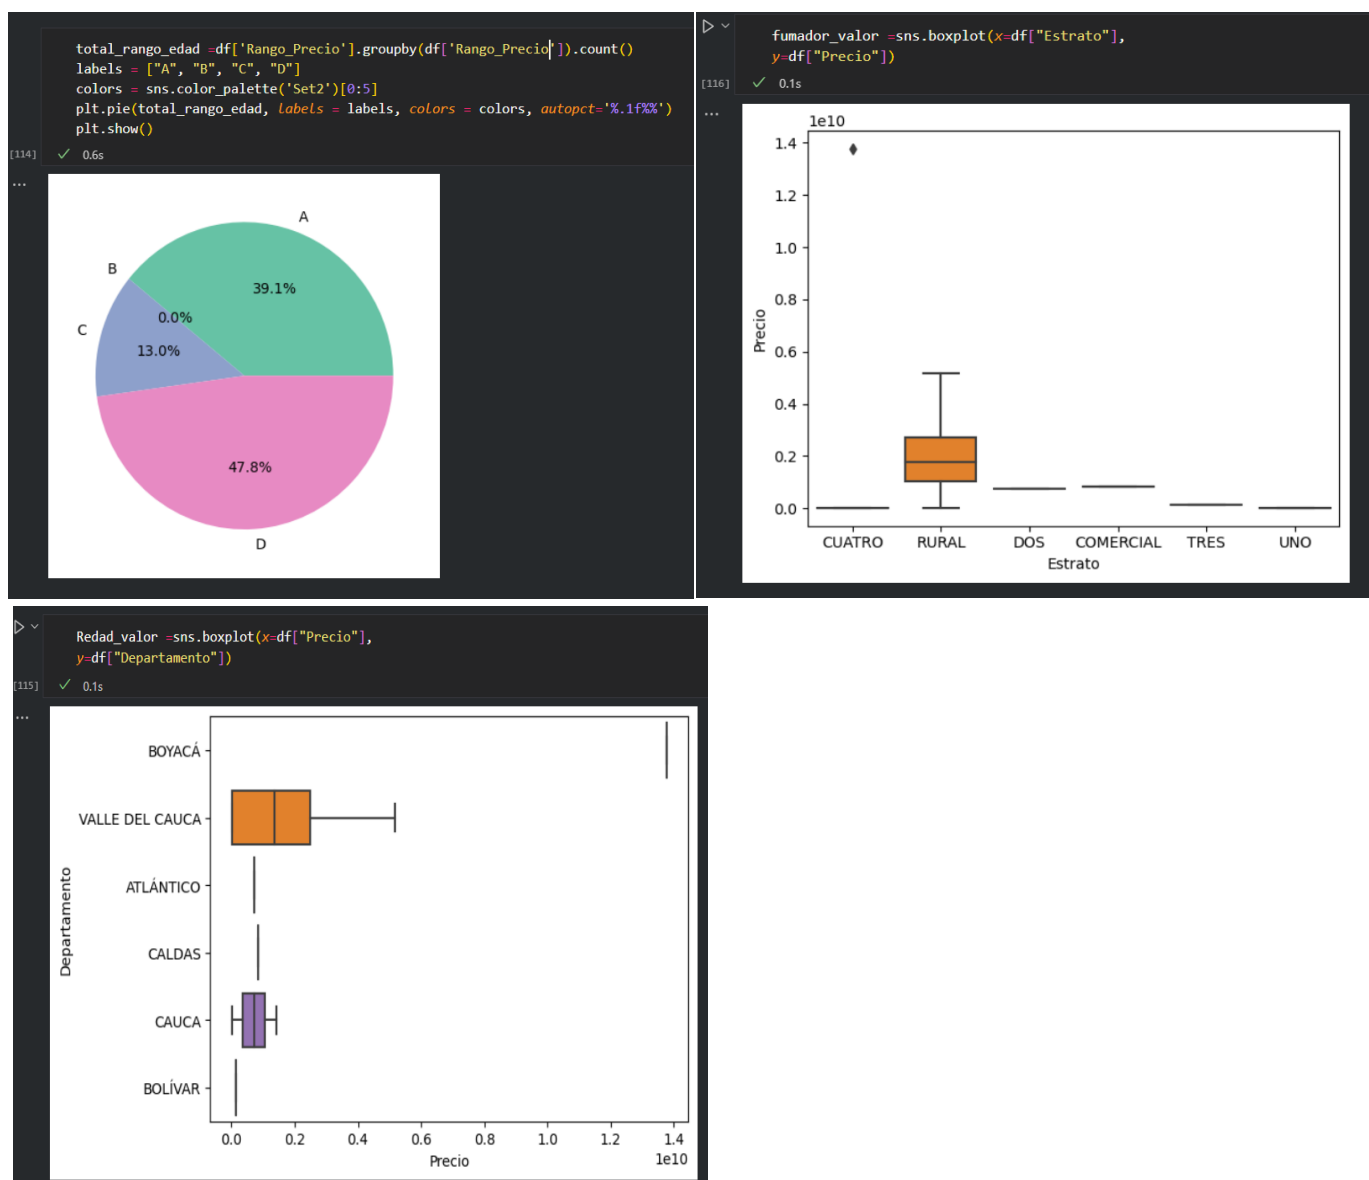 total_rango_edad =df['Rango_Precio'].groupby(df['Rango_Precio']).count()
labels = ["A", "B", "C", "D"]
colors = sns.color_palette('Set2')[0:5]
plt.pie(total_rango_edad, labels = labels, colors = colors, autopct='%.1f%%')
plt.show()
[114]
0.6s
...
A
B
39.1%
0.0%
C
13.0%
47.8%
D
fumador_valor =sns.boxplot(x=df["Estrato"],
y=df["Precio"])
[116]
0.1s
...
1e10
1.4
1.2
1.0
0.8
Precio
0.6
0.4
0.2
0.0
CUATRO RURAL DOS COMERCIAL TRES UNO
Estrato
Redad_valor =sns.boxplot(x=df["Precio"],
y=df["Departamento"])
[115]
0.1s
...
BOYACÁ
VALLE DEL CAUCA
ATLÁNTICO
Departamento
CALDAS
CAUCA
BOLÍVAR
0.0 0.2 0.4 0.6 0.8 1.0 1.2 1.4
Precio
1e10